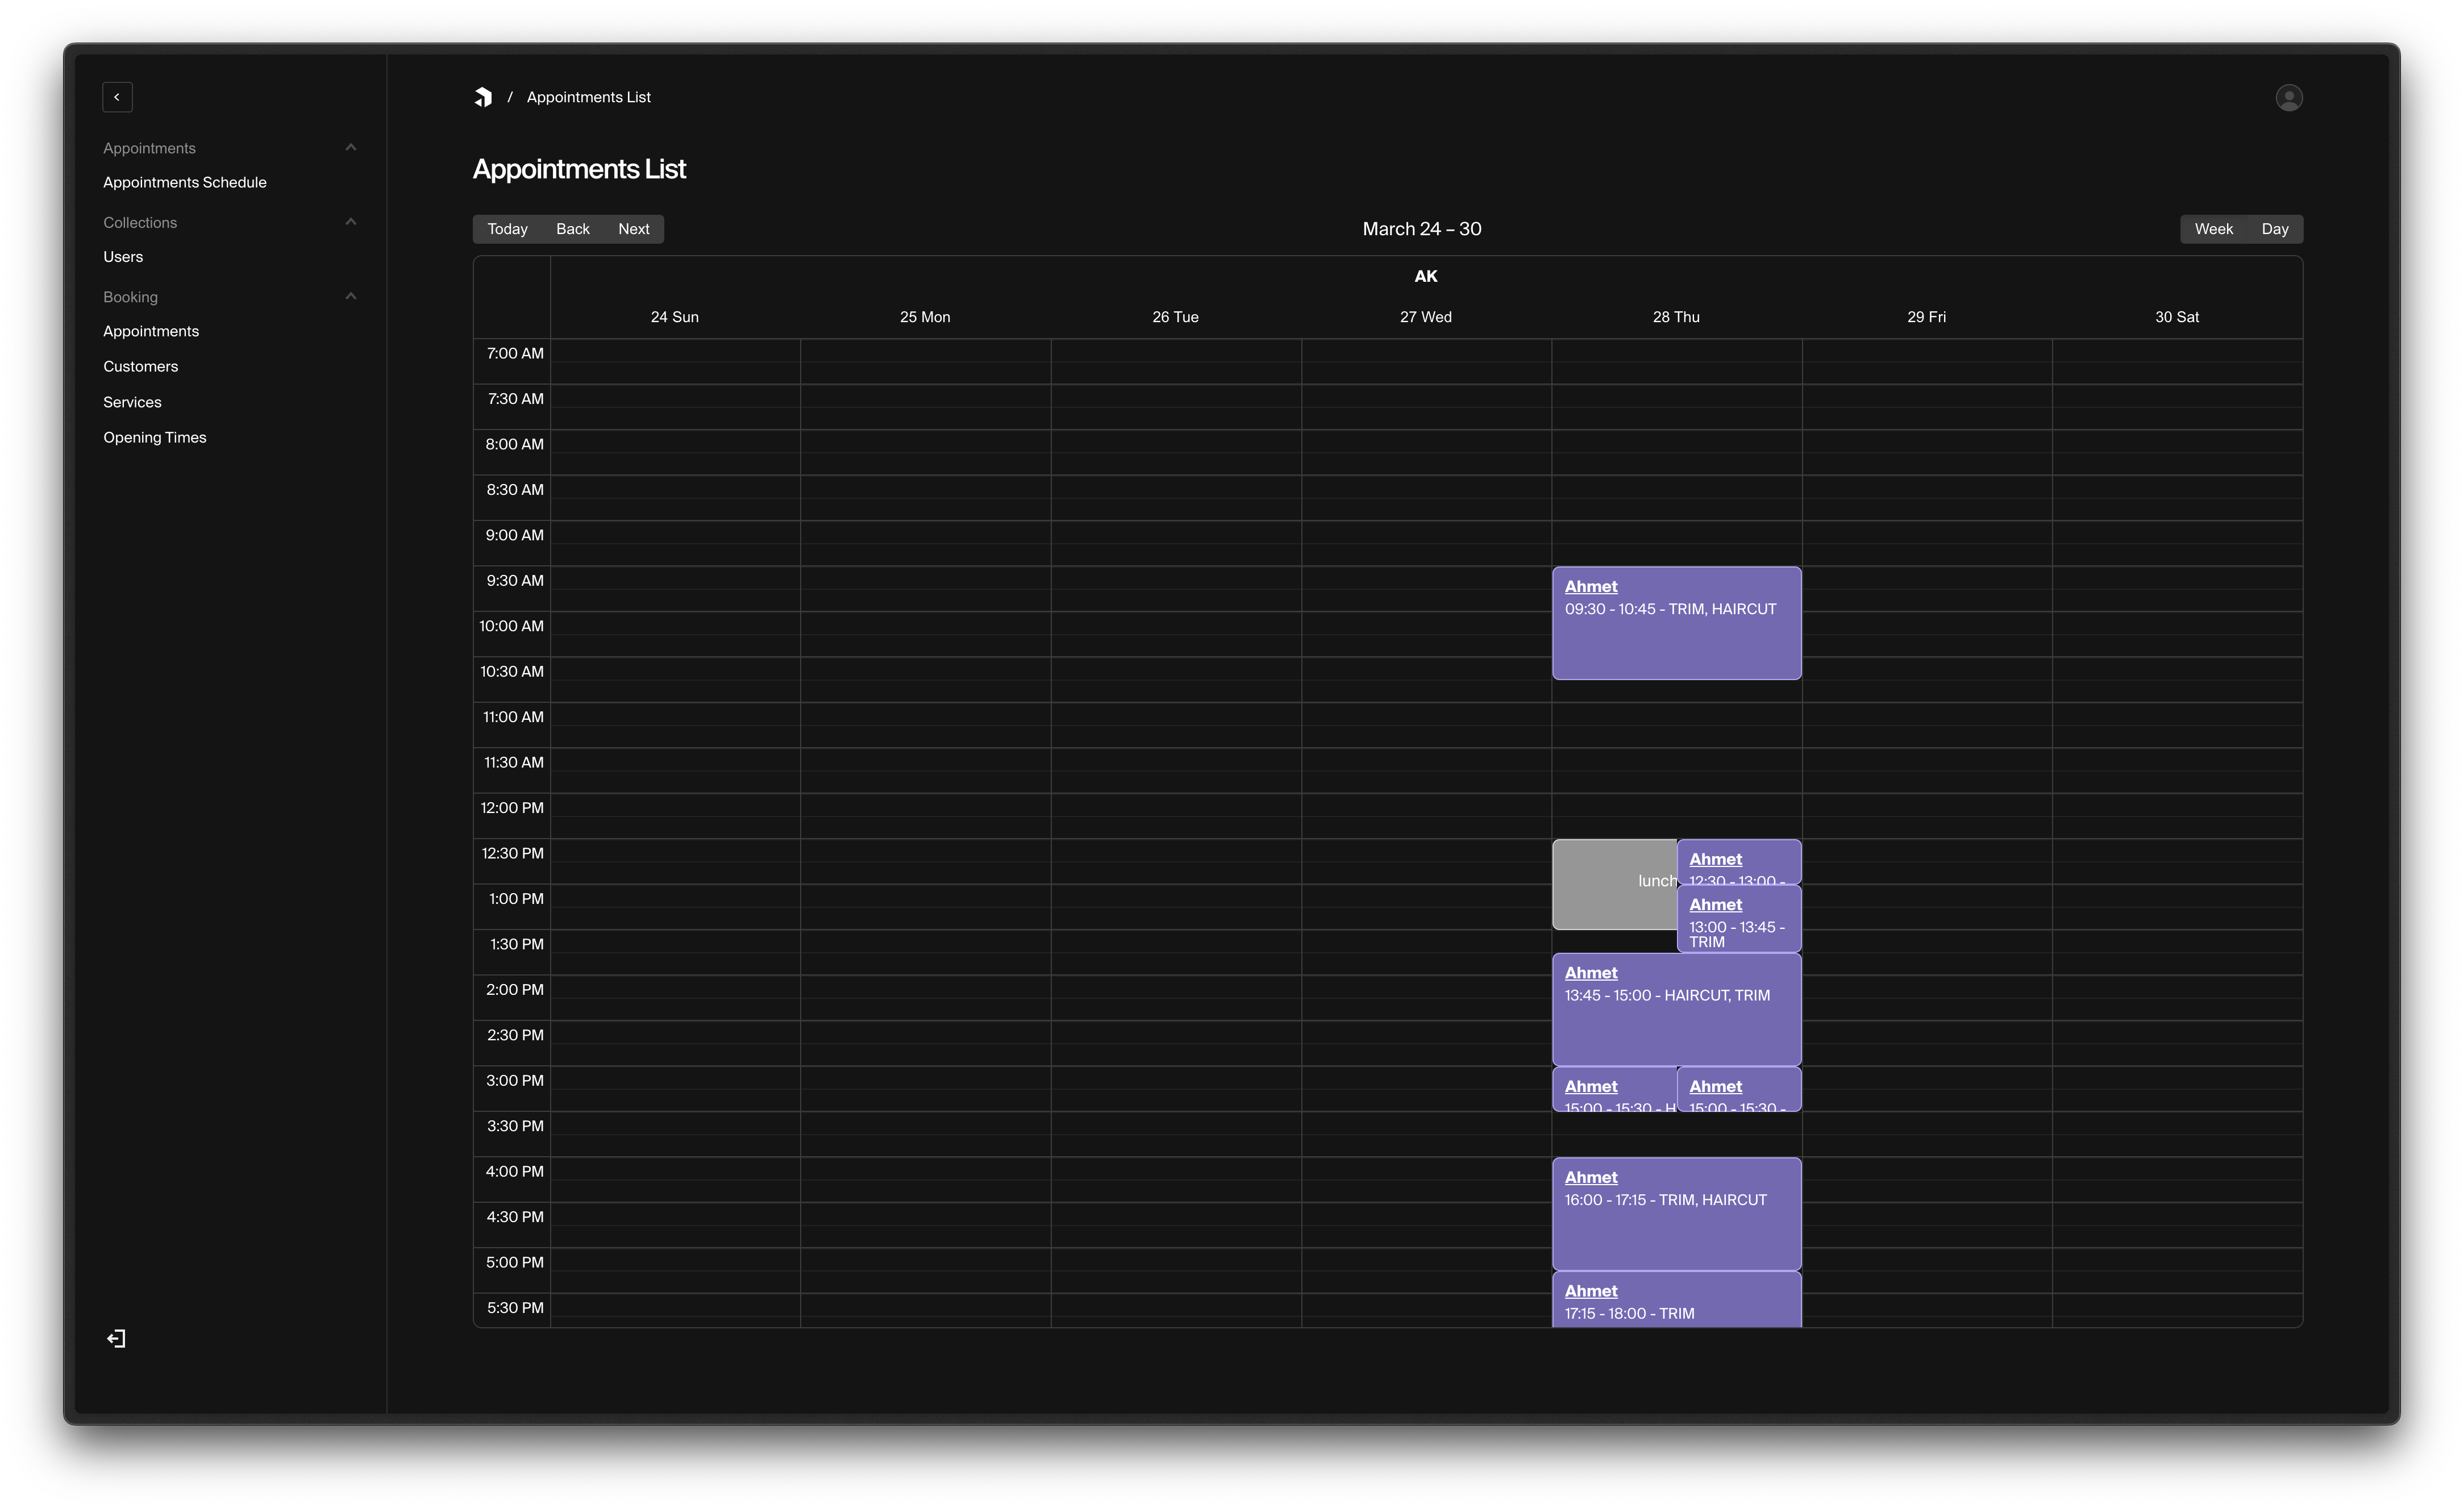 / Appointments List
Appointments
Appointments Schedule
Collections
Users
Booking
Appointments
Customers
Services
Opening Times
Appointments List
Today Back Next
March 24 – 30
Week Day
AK
24 Sun 25 Mon 26 Tue 27 Wed 28 Thu 29 Fri 30 Sat
7:00 AM
7:30 AM
8:00 AM
8:30 AM
9:00 AM
9:30 AM
10:00 AM
10:30 AM
11:00 AM
11:30 AM
12:00 PM
12:30 PM
1:00 PM
1:30 PM
2:00 PM
2:30 PM
3:00 PM
3:30 PM
4:00 PM
4:30 PM
5:00 PM
5:30 PM
Ahmet
09:30 - 10:45 - TRIM, HAIRCUT
lunch
Ahmet
12:30 - 13:00 -
Ahmet
13:00 - 13:45 -
TRIM
Ahmet
13:45 - 15:00 - HAIRCUT, TRIM
Ahmet
15:00 - 15:30 - H
Ahmet
15:00 - 15:30 -
Ahmet
16:00 - 17:15 - TRIM, HAIRCUT
Ahmet
17:15 - 18:00 - TRIM